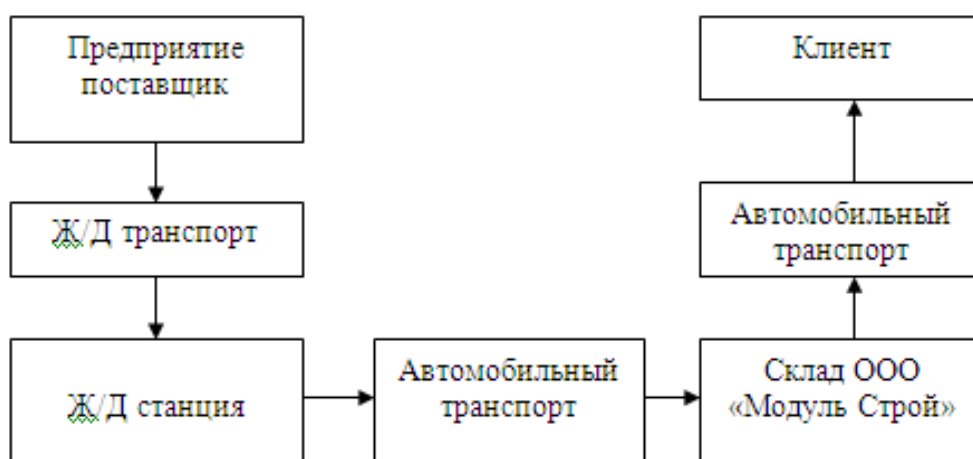 Предприятие
поставщик
Ж/Д транспорт
Ж/Д станция
Автомобильный
транспорт
Склад ООО
«Модуль Строй»
Автомобильный
транспорт
Клиент